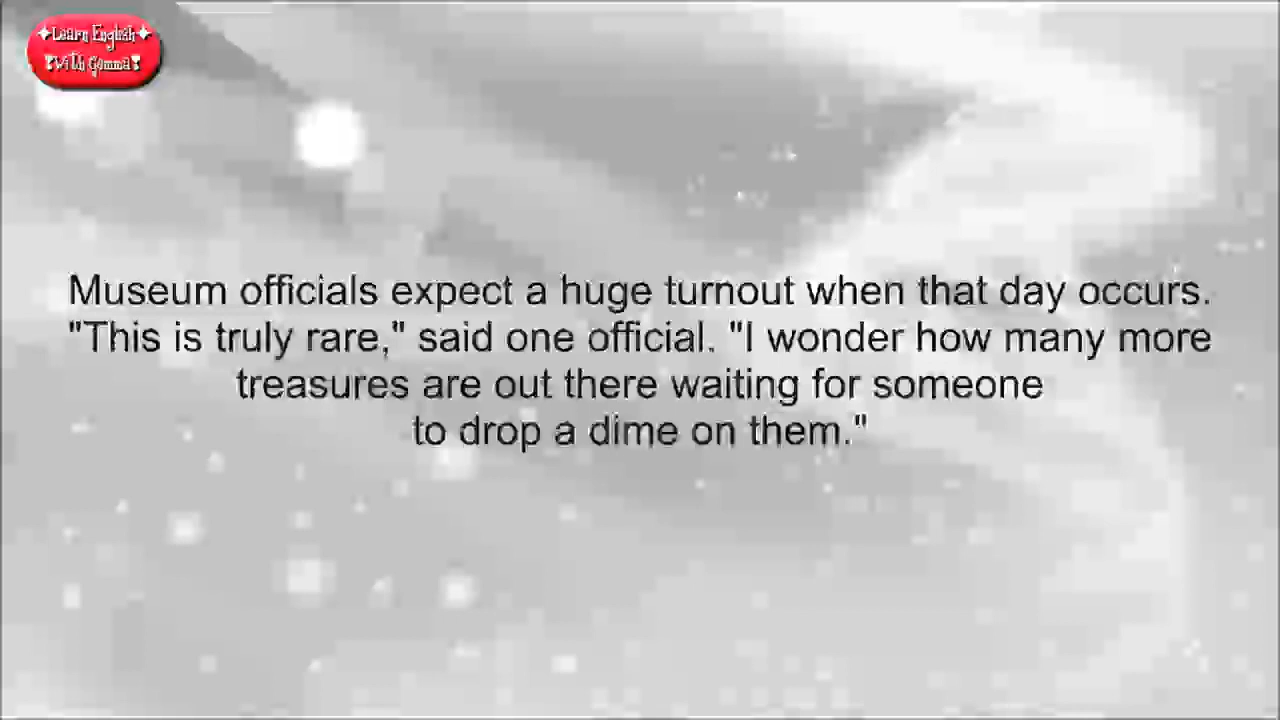 Learn English
With Gemma
Museum officials expect a huge turnout when that day occurs.
"This is truly rare," said one official. "I wonder how many more
treasures are out there waiting for someone
to drop a dime on them."